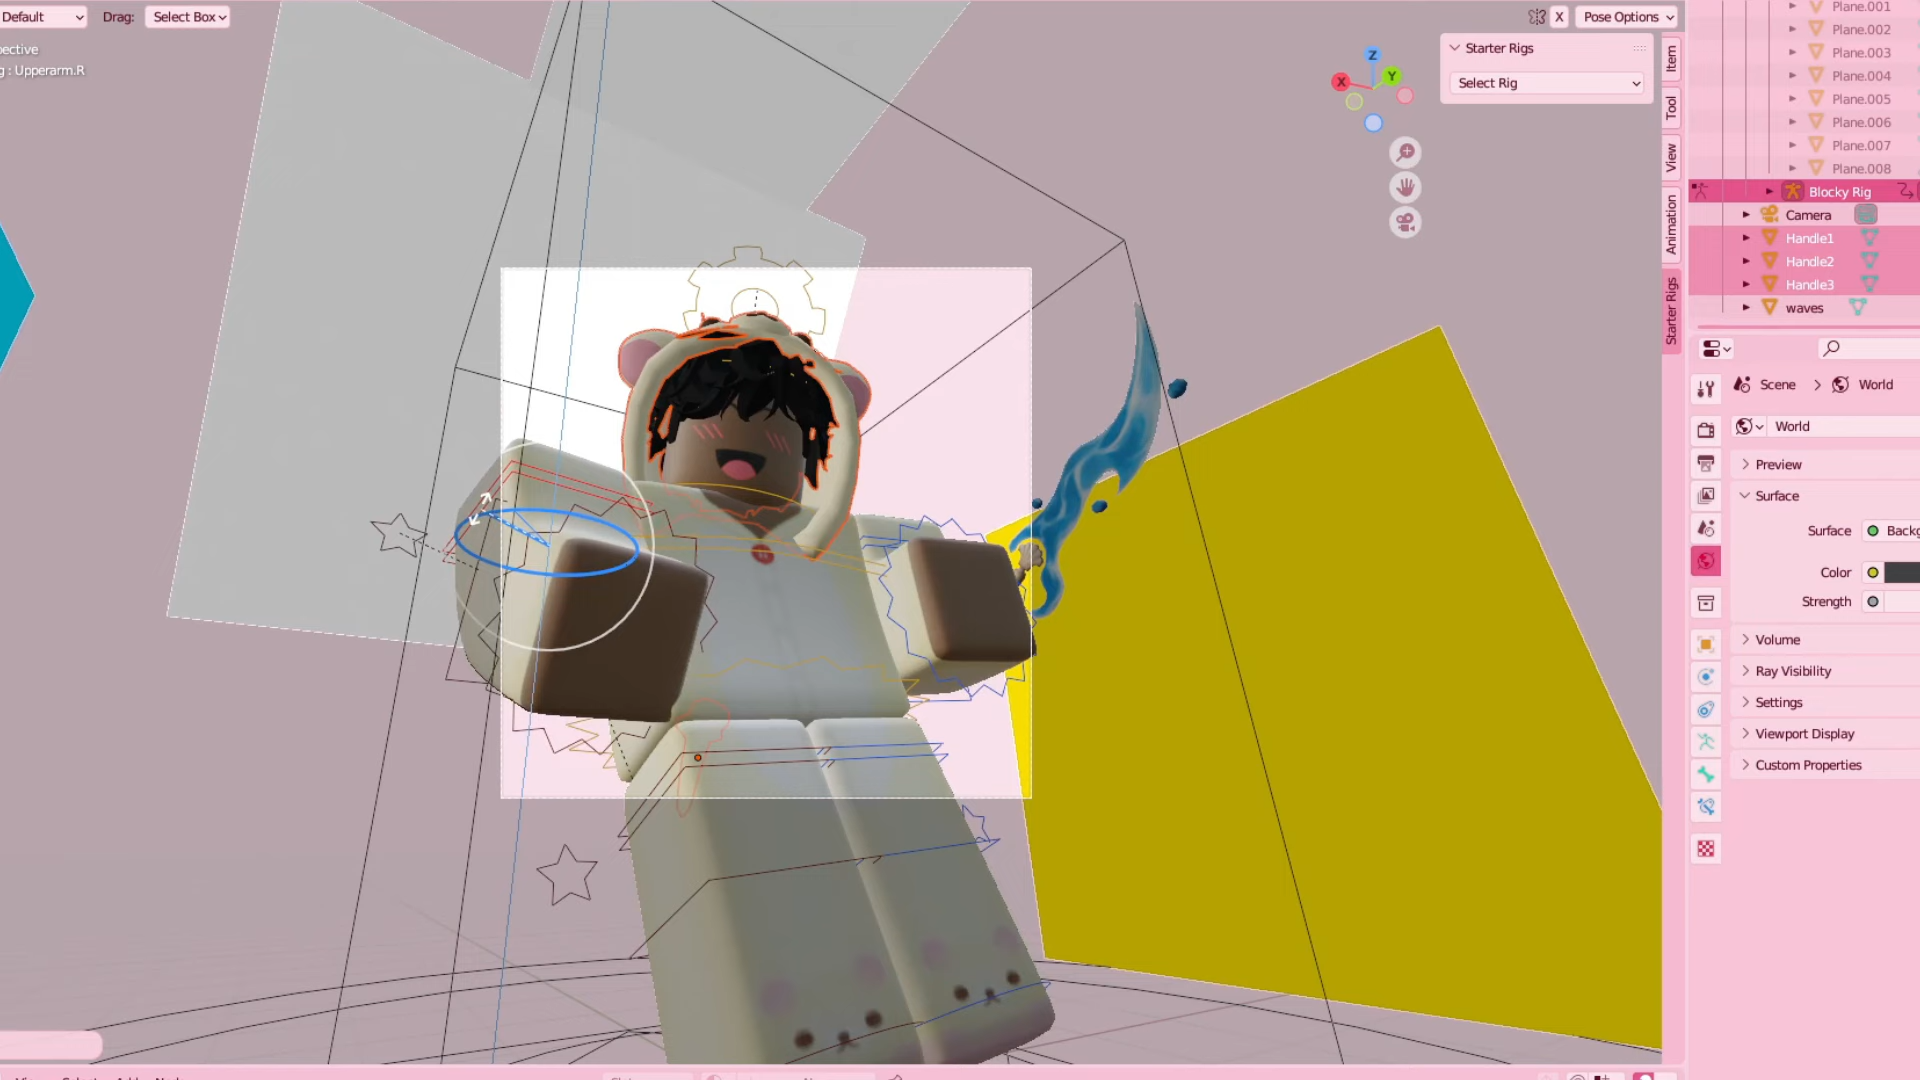 Default
Drag:
Select Box
X
Pose Options
pective
g : Upperarm.R
Z
Y
X
Starter Rigs
Select Rig
Item
Tool
View
Animation
Starter Rigs
Plane.001
Plane.002
Plane.003
Plane.004
Plane.005
Plane.006
Plane.007
Plane.008
Blocky Rig
Camera
Handle1
Handle2
Handle3
waves
Scene > World
World
Preview
Surface
Surface
Backg
Color
Strength
Volume
Ray Visibility
Settings
Viewport Display
Custom Properties